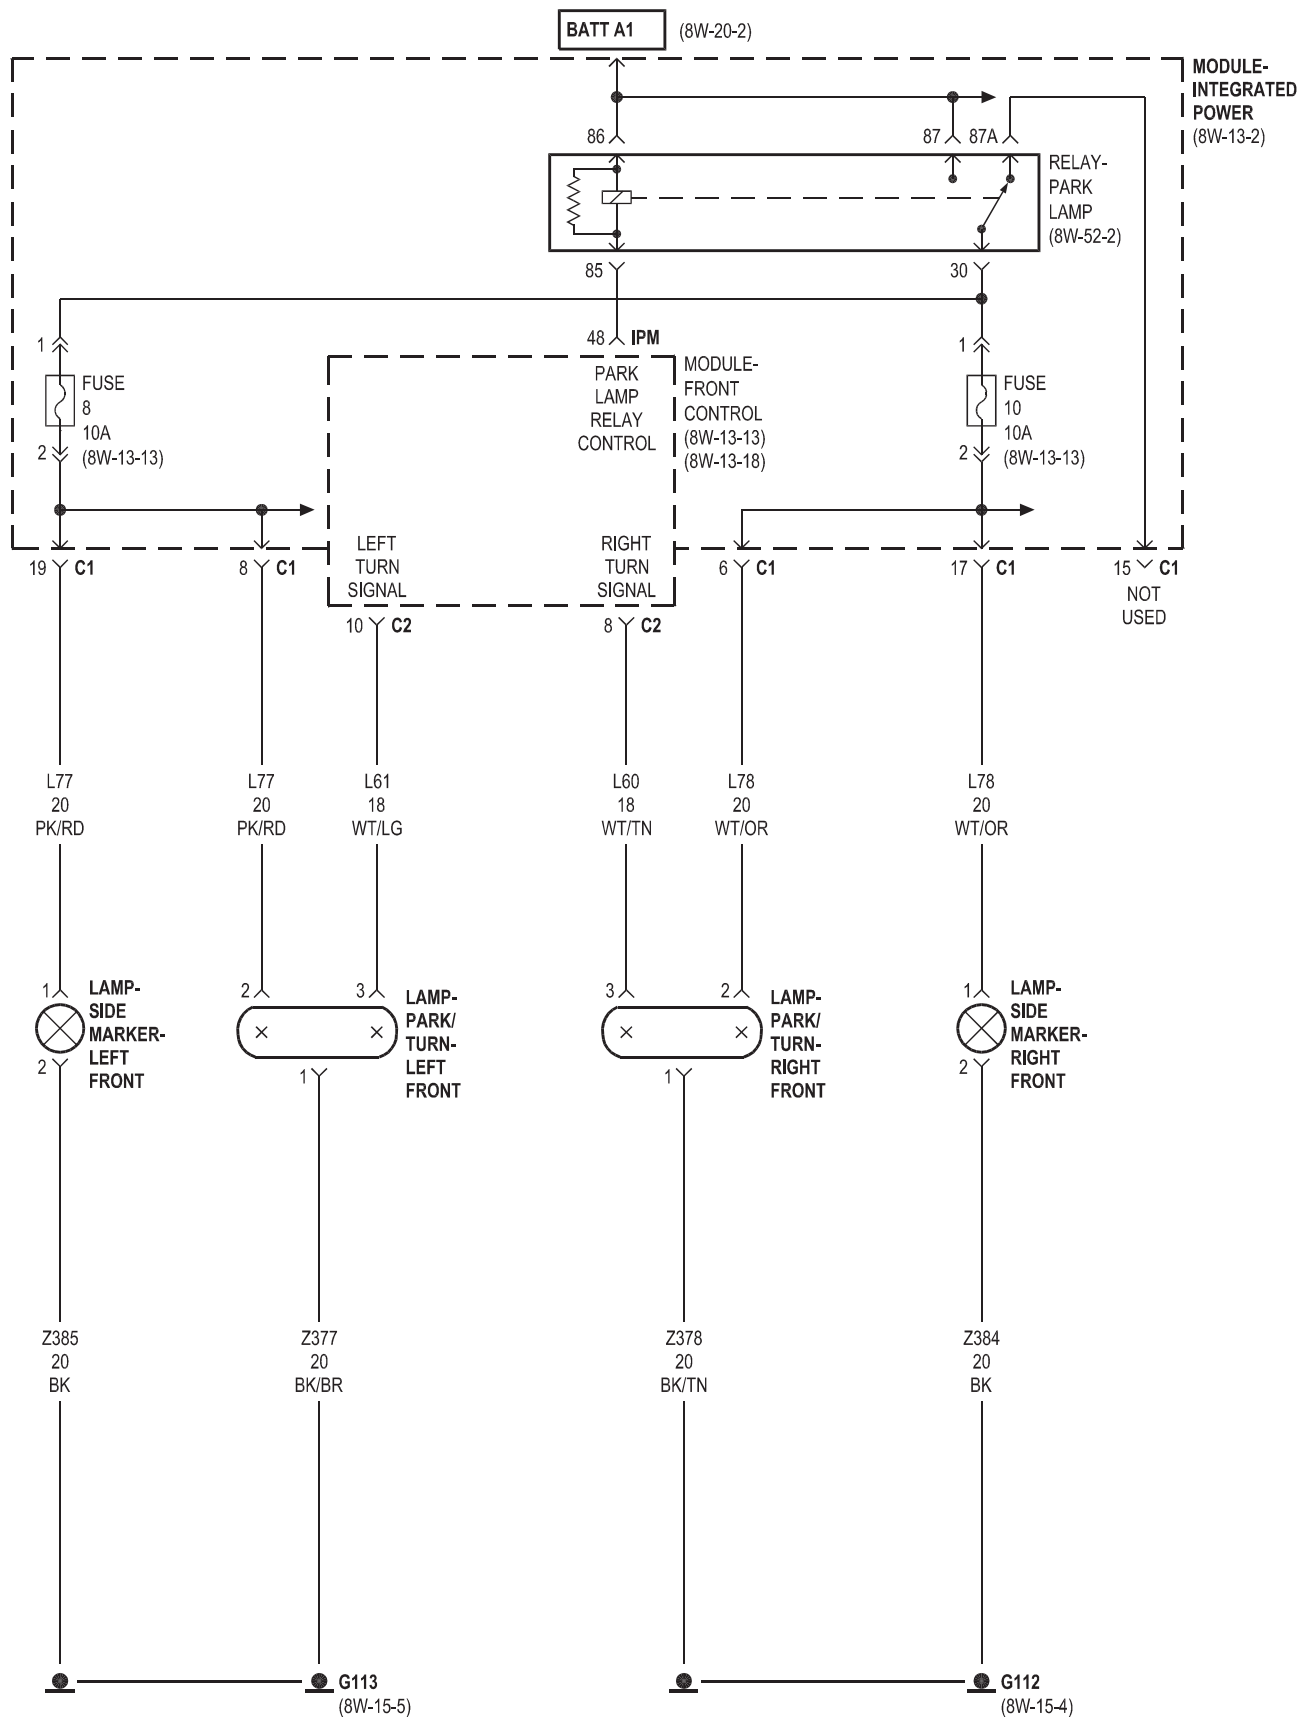 BATT A1 (8W-20-2)
MODULE-
INTEGRATED
POWER
(8W-13-2)
86
87 87A
RELAY-
PARK
LAMP
(8W-52-2)
85
30
48 IPM
1
FUSE
8
10A
(8W-13-13)
2
PARK
LAMP
RELAY
CONTROL
MODULE-
FRONT
CONTROL
(8W-13-13)
(8W-13-18)
1
FUSE
10
10A
(8W-13-13)
2
LEFT
TURN
SIGNAL
RIGHT
TURN
SIGNAL
19 C1
8 C1
6 C1
17 C1
15 C1
NOT
USED
10 C2
8 C2
L77
20
PK/RD
L77
20
PK/RD
L61
18
WT/LG
L60
18
WT/TN
L78
20
WT/OR
L78
20
WT/OR
1
LAMP-
SIDE
MARKER-
LEFT
FRONT
2
2
3
LAMP-
PARK/
TURN-
LEFT
FRONT
1
3
2
LAMP-
PARK/
TURN-
RIGHT
FRONT
1
1
LAMP-
SIDE
MARKER-
RIGHT
FRONT
2
Z385
20
BK
Z377
20
BK/BR
Z378
20
BK/TN
Z384
20
BK
G113
(8W-15-5)
G112
(8W-15-4)